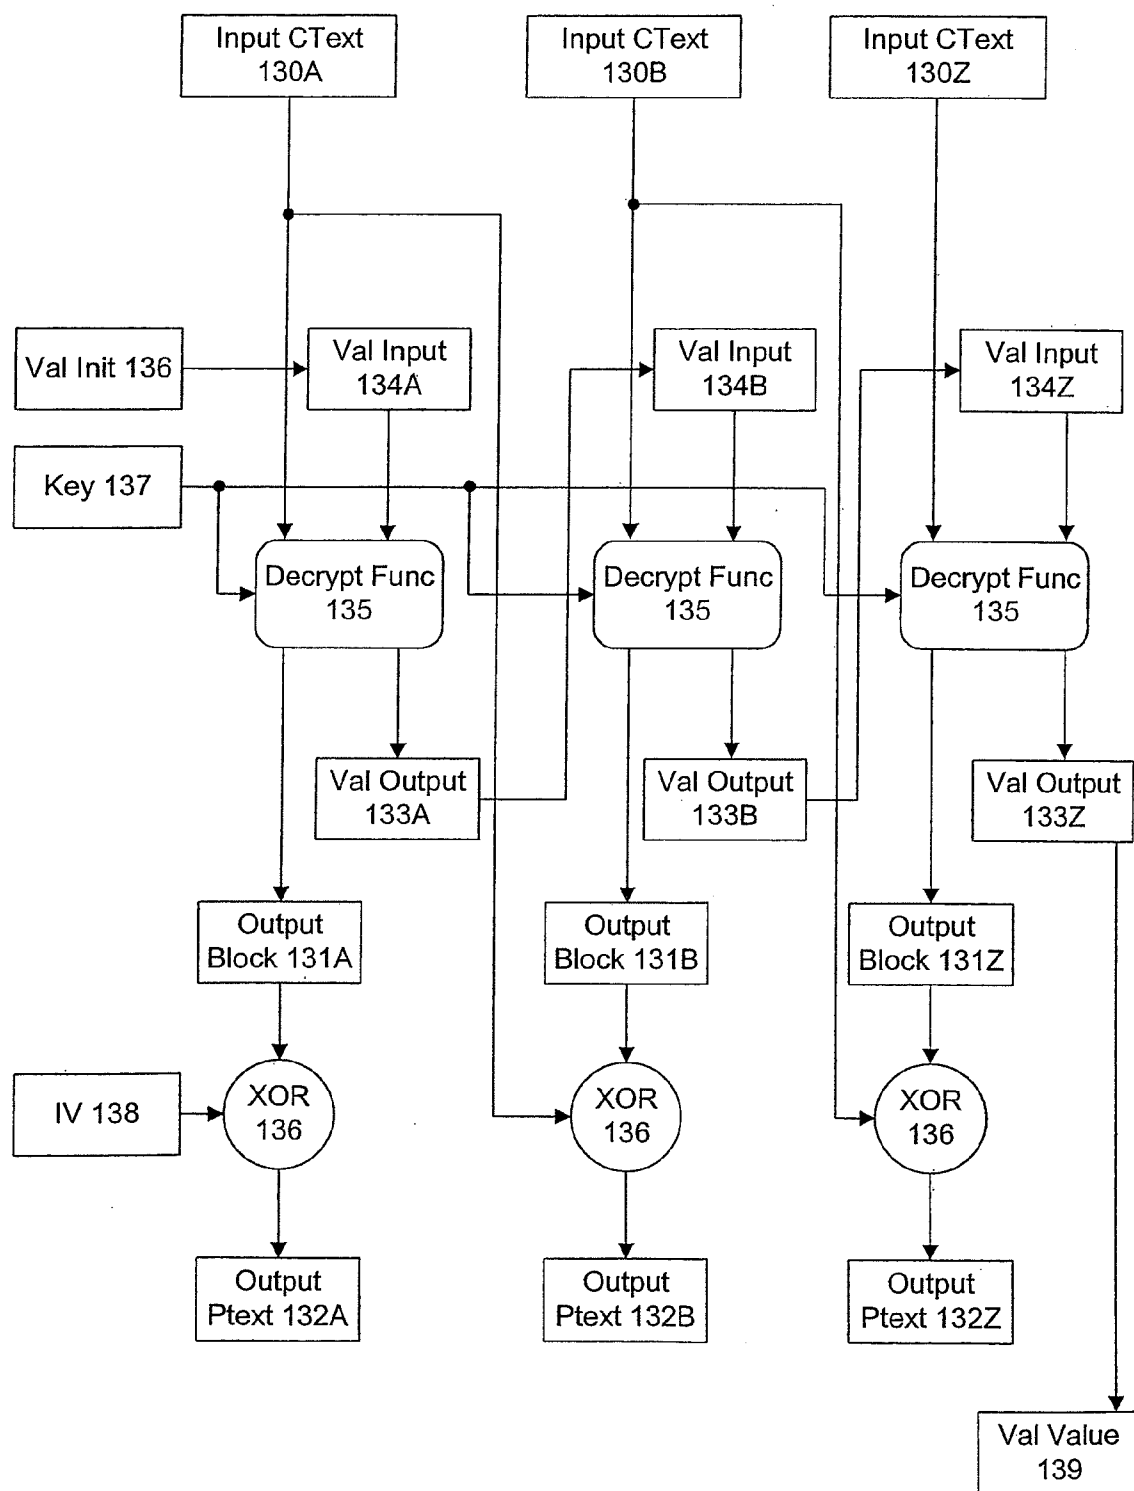 Input CText
130A
Input CText
130B
Input CText
130Z
Val Init 136
Val Input
134A
Val Input
134B
Val Input
134Z
Key 137
Decrypt Func
135
Decrypt Func
135
Decrypt Func
135
Val Output
133A
Val Output
133B
Val Output
133Z
Output
Block 131A
Output
Block 131B
Output
Block 131Z
IV 138
XOR
136
XOR
136
XOR
136
Output
Ptext 132A
Output
Ptext 132B
Output
Ptext 132Z
Val Value
139